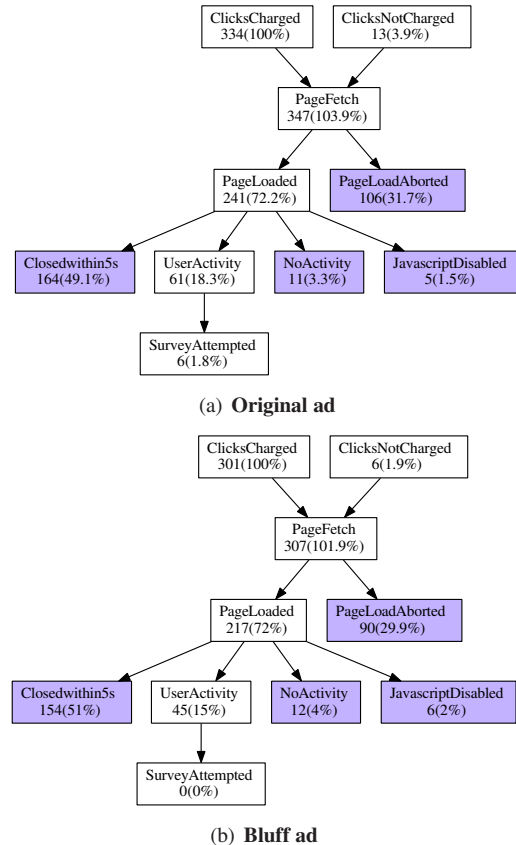 ClicksCharged
334(100%)
ClicksNotCharged
13(3.9%)
PageFetch
347(103.9%)
PageLoaded
241(72.2%)
PageLoadAborted
106(31.7%)
Closedwithin5s
164(49.1%)
UserActivity
61(18.3%)
NoActivity
11(3.3%)
JavascriptDisabled
5(1.5%)
SurveyAttempted
6(1.8%)
(a) Original ad
ClicksCharged
301(100%)
ClicksNotCharged
6(1.9%)
PageFetch
307(101.9%)
PageLoaded
217(72%)
PageLoadAborted
90(29.9%)
Closedwithin5s
154(51%)
UserActivity
45(15%)
NoActivity
12(4%)
JavascriptDisabled
6(2%)
SurveyAttempted
0(0%)
(b) Bluff ad